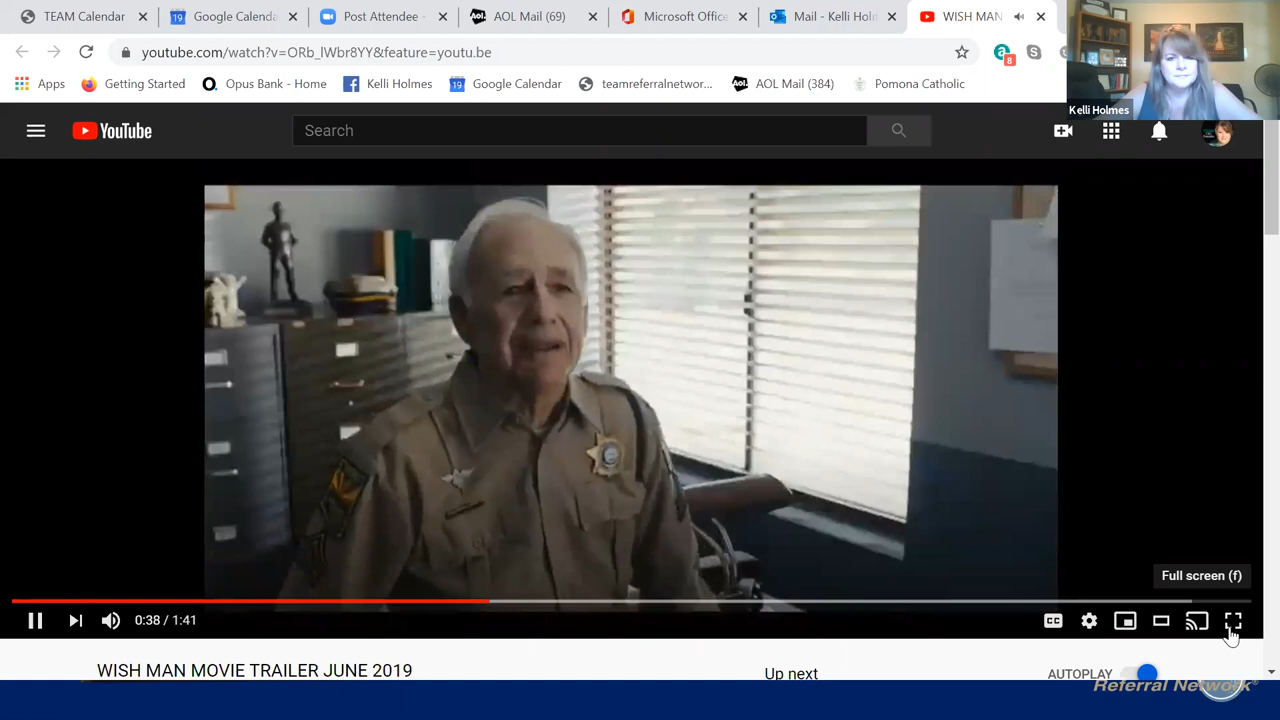 TEAM Calendar
Google Calenda
Post Attendee -
AOL Mail (69)
Microsoft Office
Mail - Kelli Holm
WISH MAN
youtube.com/watch?v=ORb_lWbr8YY&feature=youtu.be
8
Apps
Getting Started
Opus Bank - Home
Kelli Holmes
Google Calendar
teamreferralnetwor...
AOL Mail (384)
Pomona Catholic
Kelli Holmes
YouTube
Search
Full screen (f)
0:38 / 1:41
CC
WISH MAN MOVIE TRAILER JUNE 2019
Up next
AUTOPLAY
Referral Network®